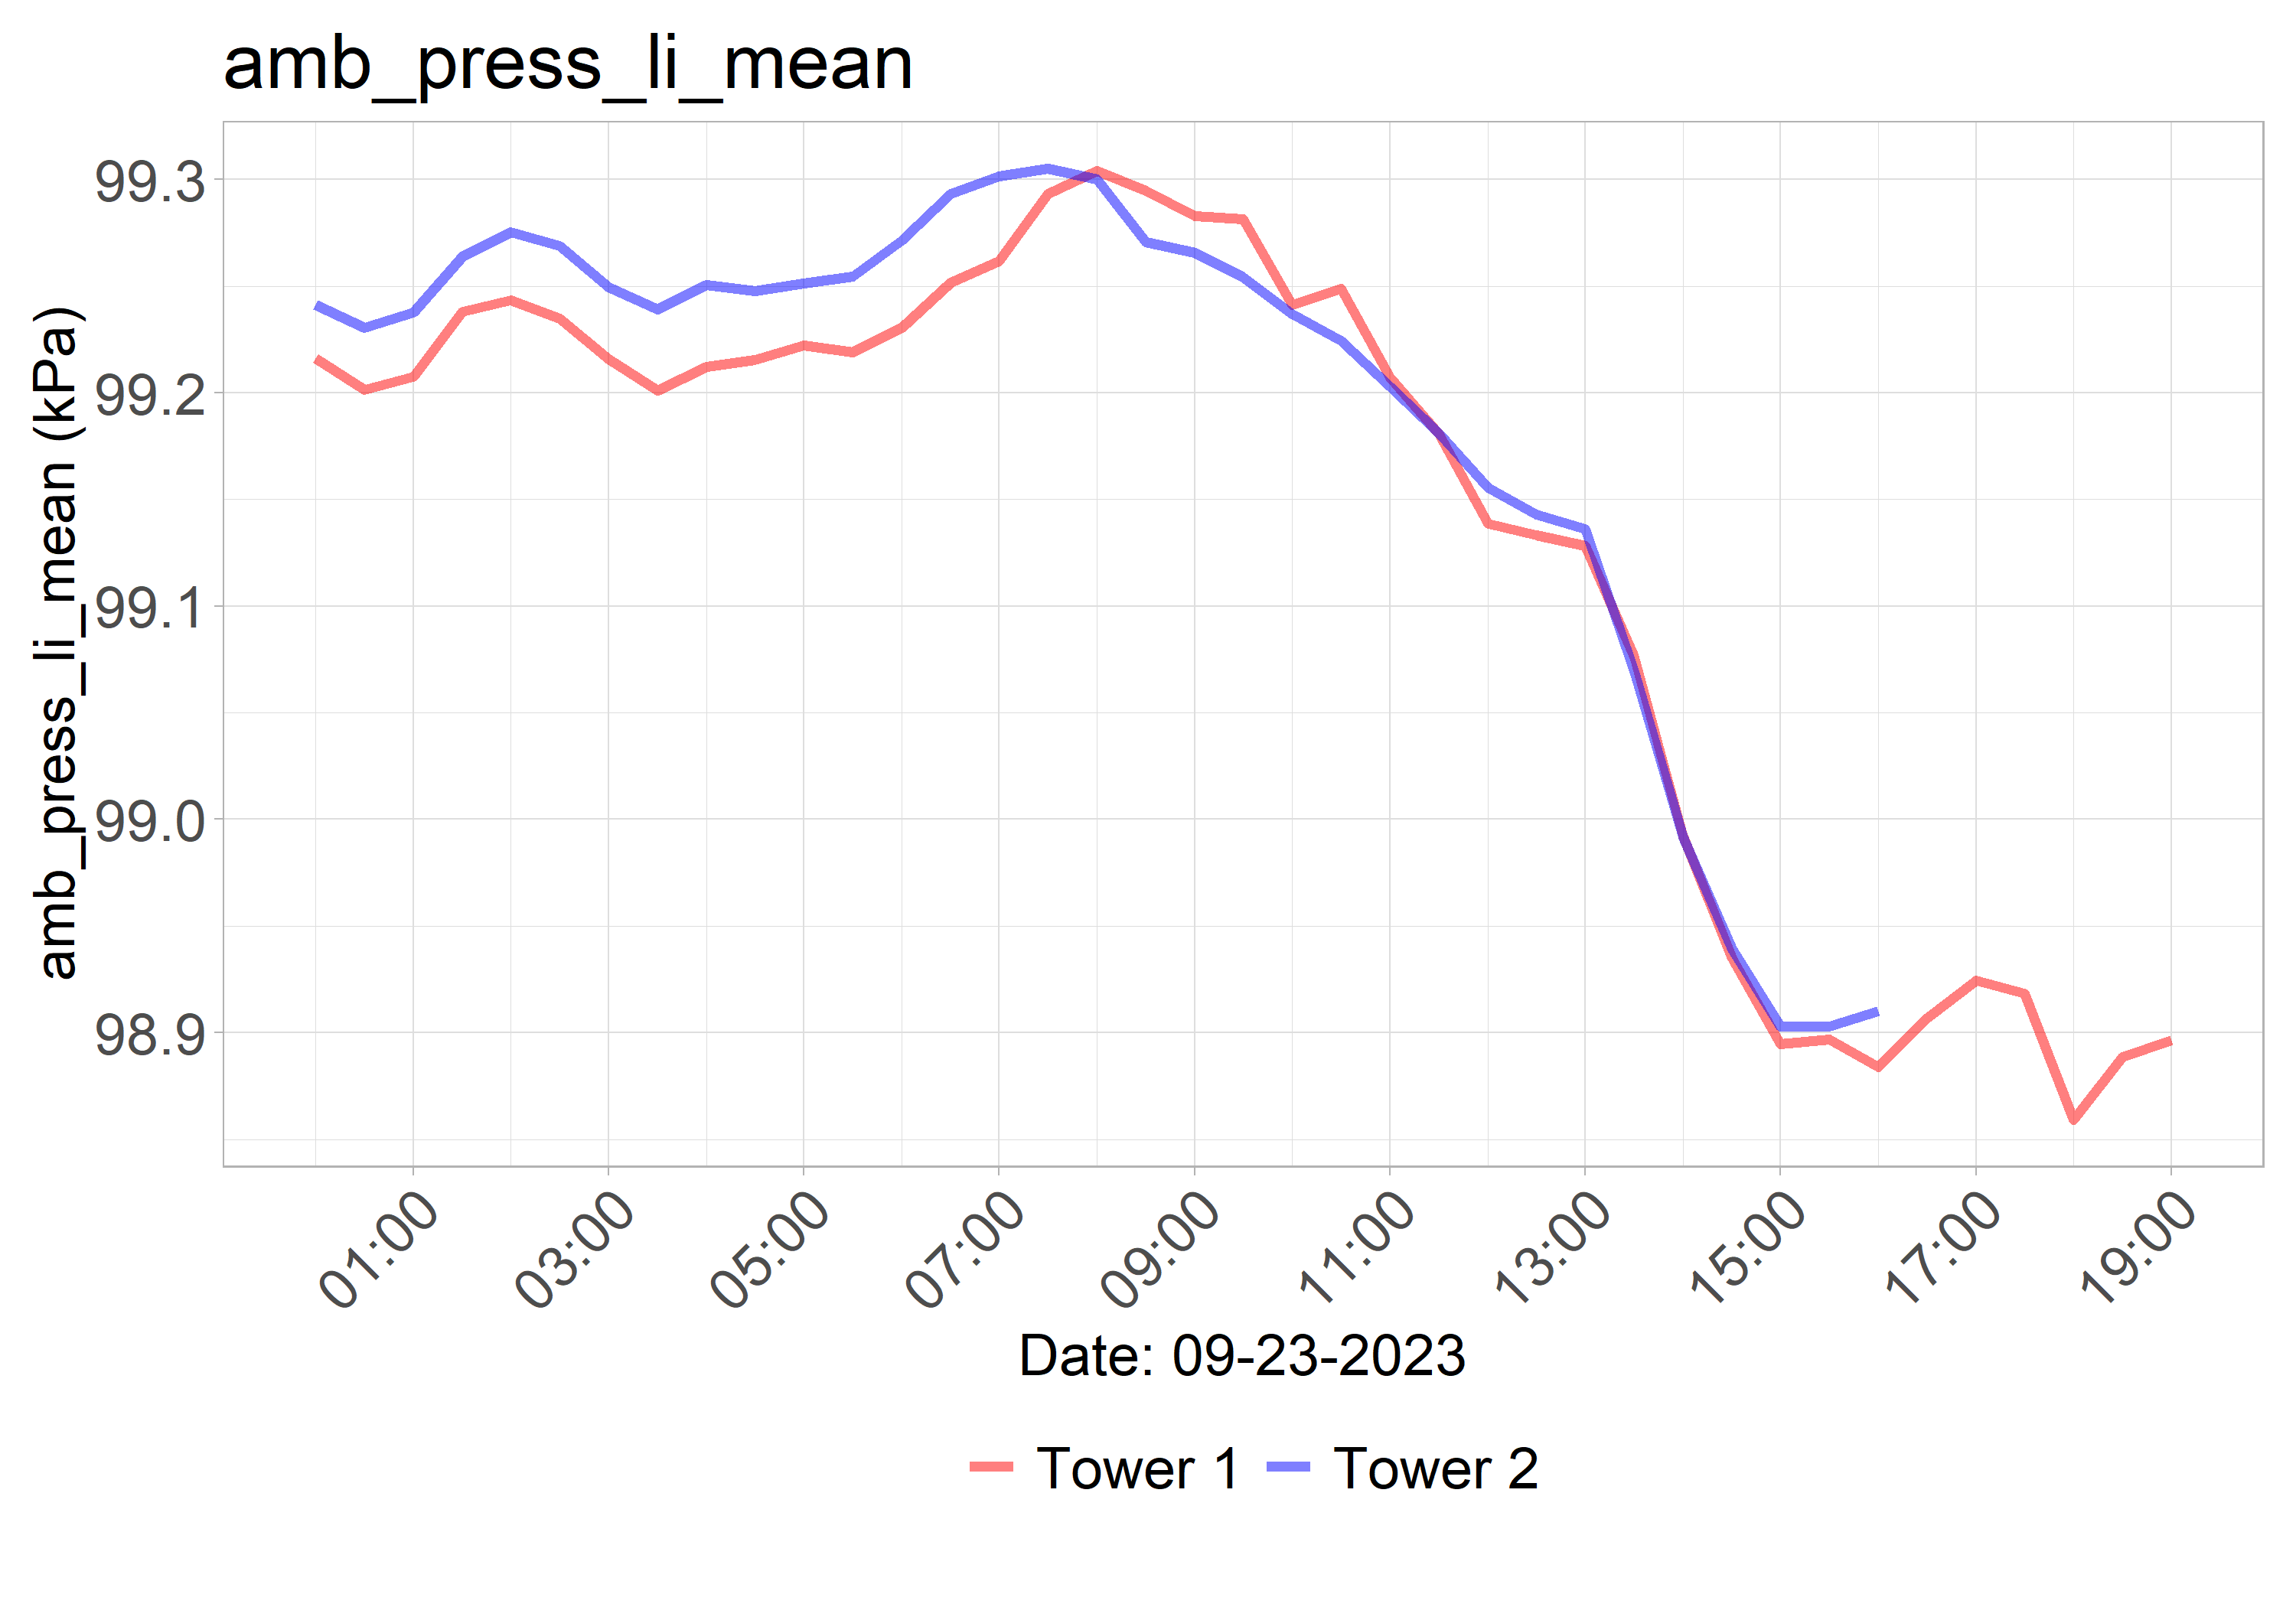 amb_press_li_mean
amb_press_li_mean (kPa)
99.3
99.2
99.1
99.0
98.9
01:00 03:00 05:00 07:00 09:00 11:00 13:00 15:00 17:00 19:00
Date: 09-23-2023
Tower 1 Tower 2